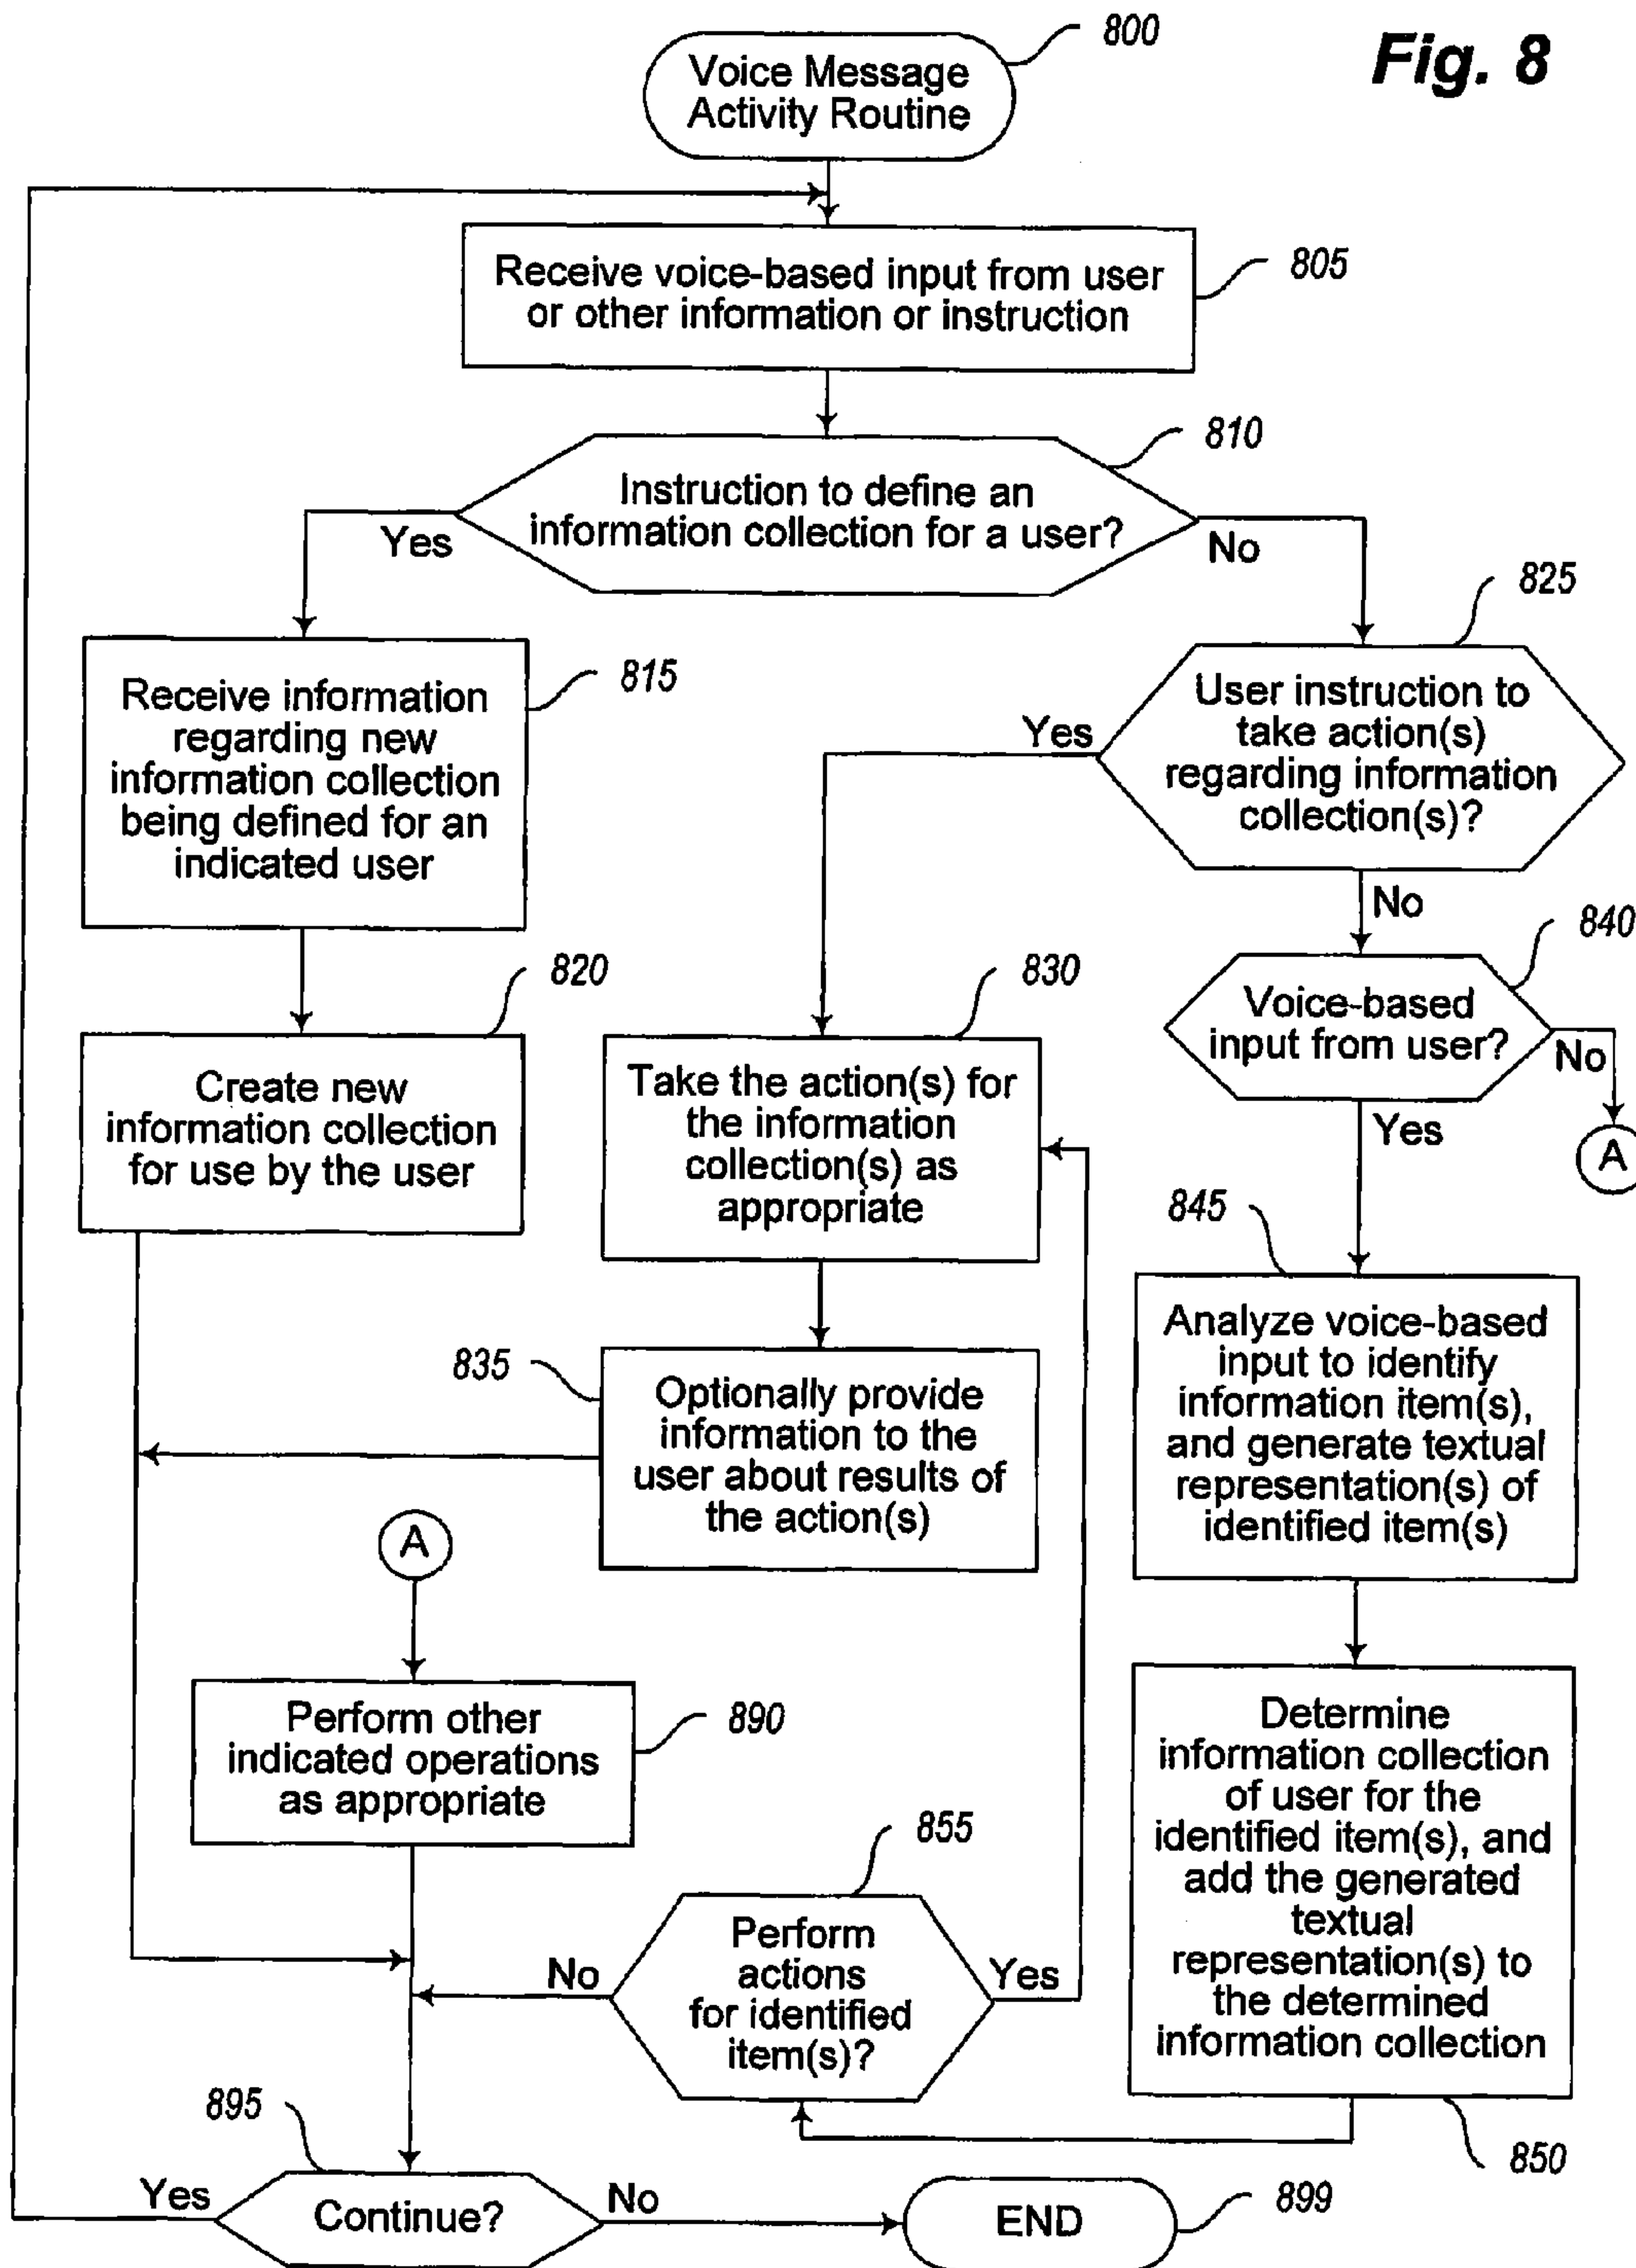 Fig. 8
800
Voice Message
Activity Routine
Receive voice-based input from user
or other information or instruction
805
810
Instruction to define an
information collection for a user?
Yes
No
815
Receive information
regarding new
information collection
being defined for an
indicated user
825
User instruction to
take action(s)
regarding information
collection(s)?
Yes
No
820
Create new
information collection
for use by the user
830
Take the action(s) for
the information
collection(s) as
appropriate
840
Voice-based
input from user?
No
A
Yes
835
Optionally provide
information to the
user about results of
the action(s)
845
Analyze voice-based
input to identify
information item(s),
and generate textual
representation(s) of
identified item(s)
A
Perform other
indicated operations
as appropriate
890
855
Perform
actions
for identified
item(s)?
No
Yes
Determine
information collection
of user for the
identified item(s), and
add the generated
textual
representation(s) to
the determined
information collection
850
895
Continue?
Yes
No
END
899